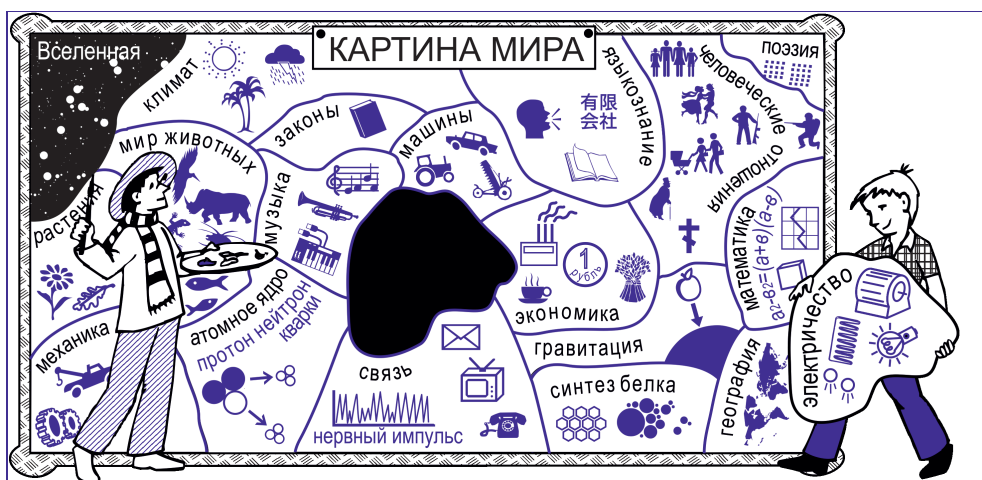 КАРТИНА МИРА
Вселенная
климат
законы
машины
языкознание
有限
会社
человеческие
отношения
поэзия
мир животных
растения
музыка
механика
атомное ядро
протон нейтрон
кварки
связь
нервный импульс
1
рубль
экономика
гравитация
синтез белка
география
математика
а²-в²=(а+в)(а-в)
электричество